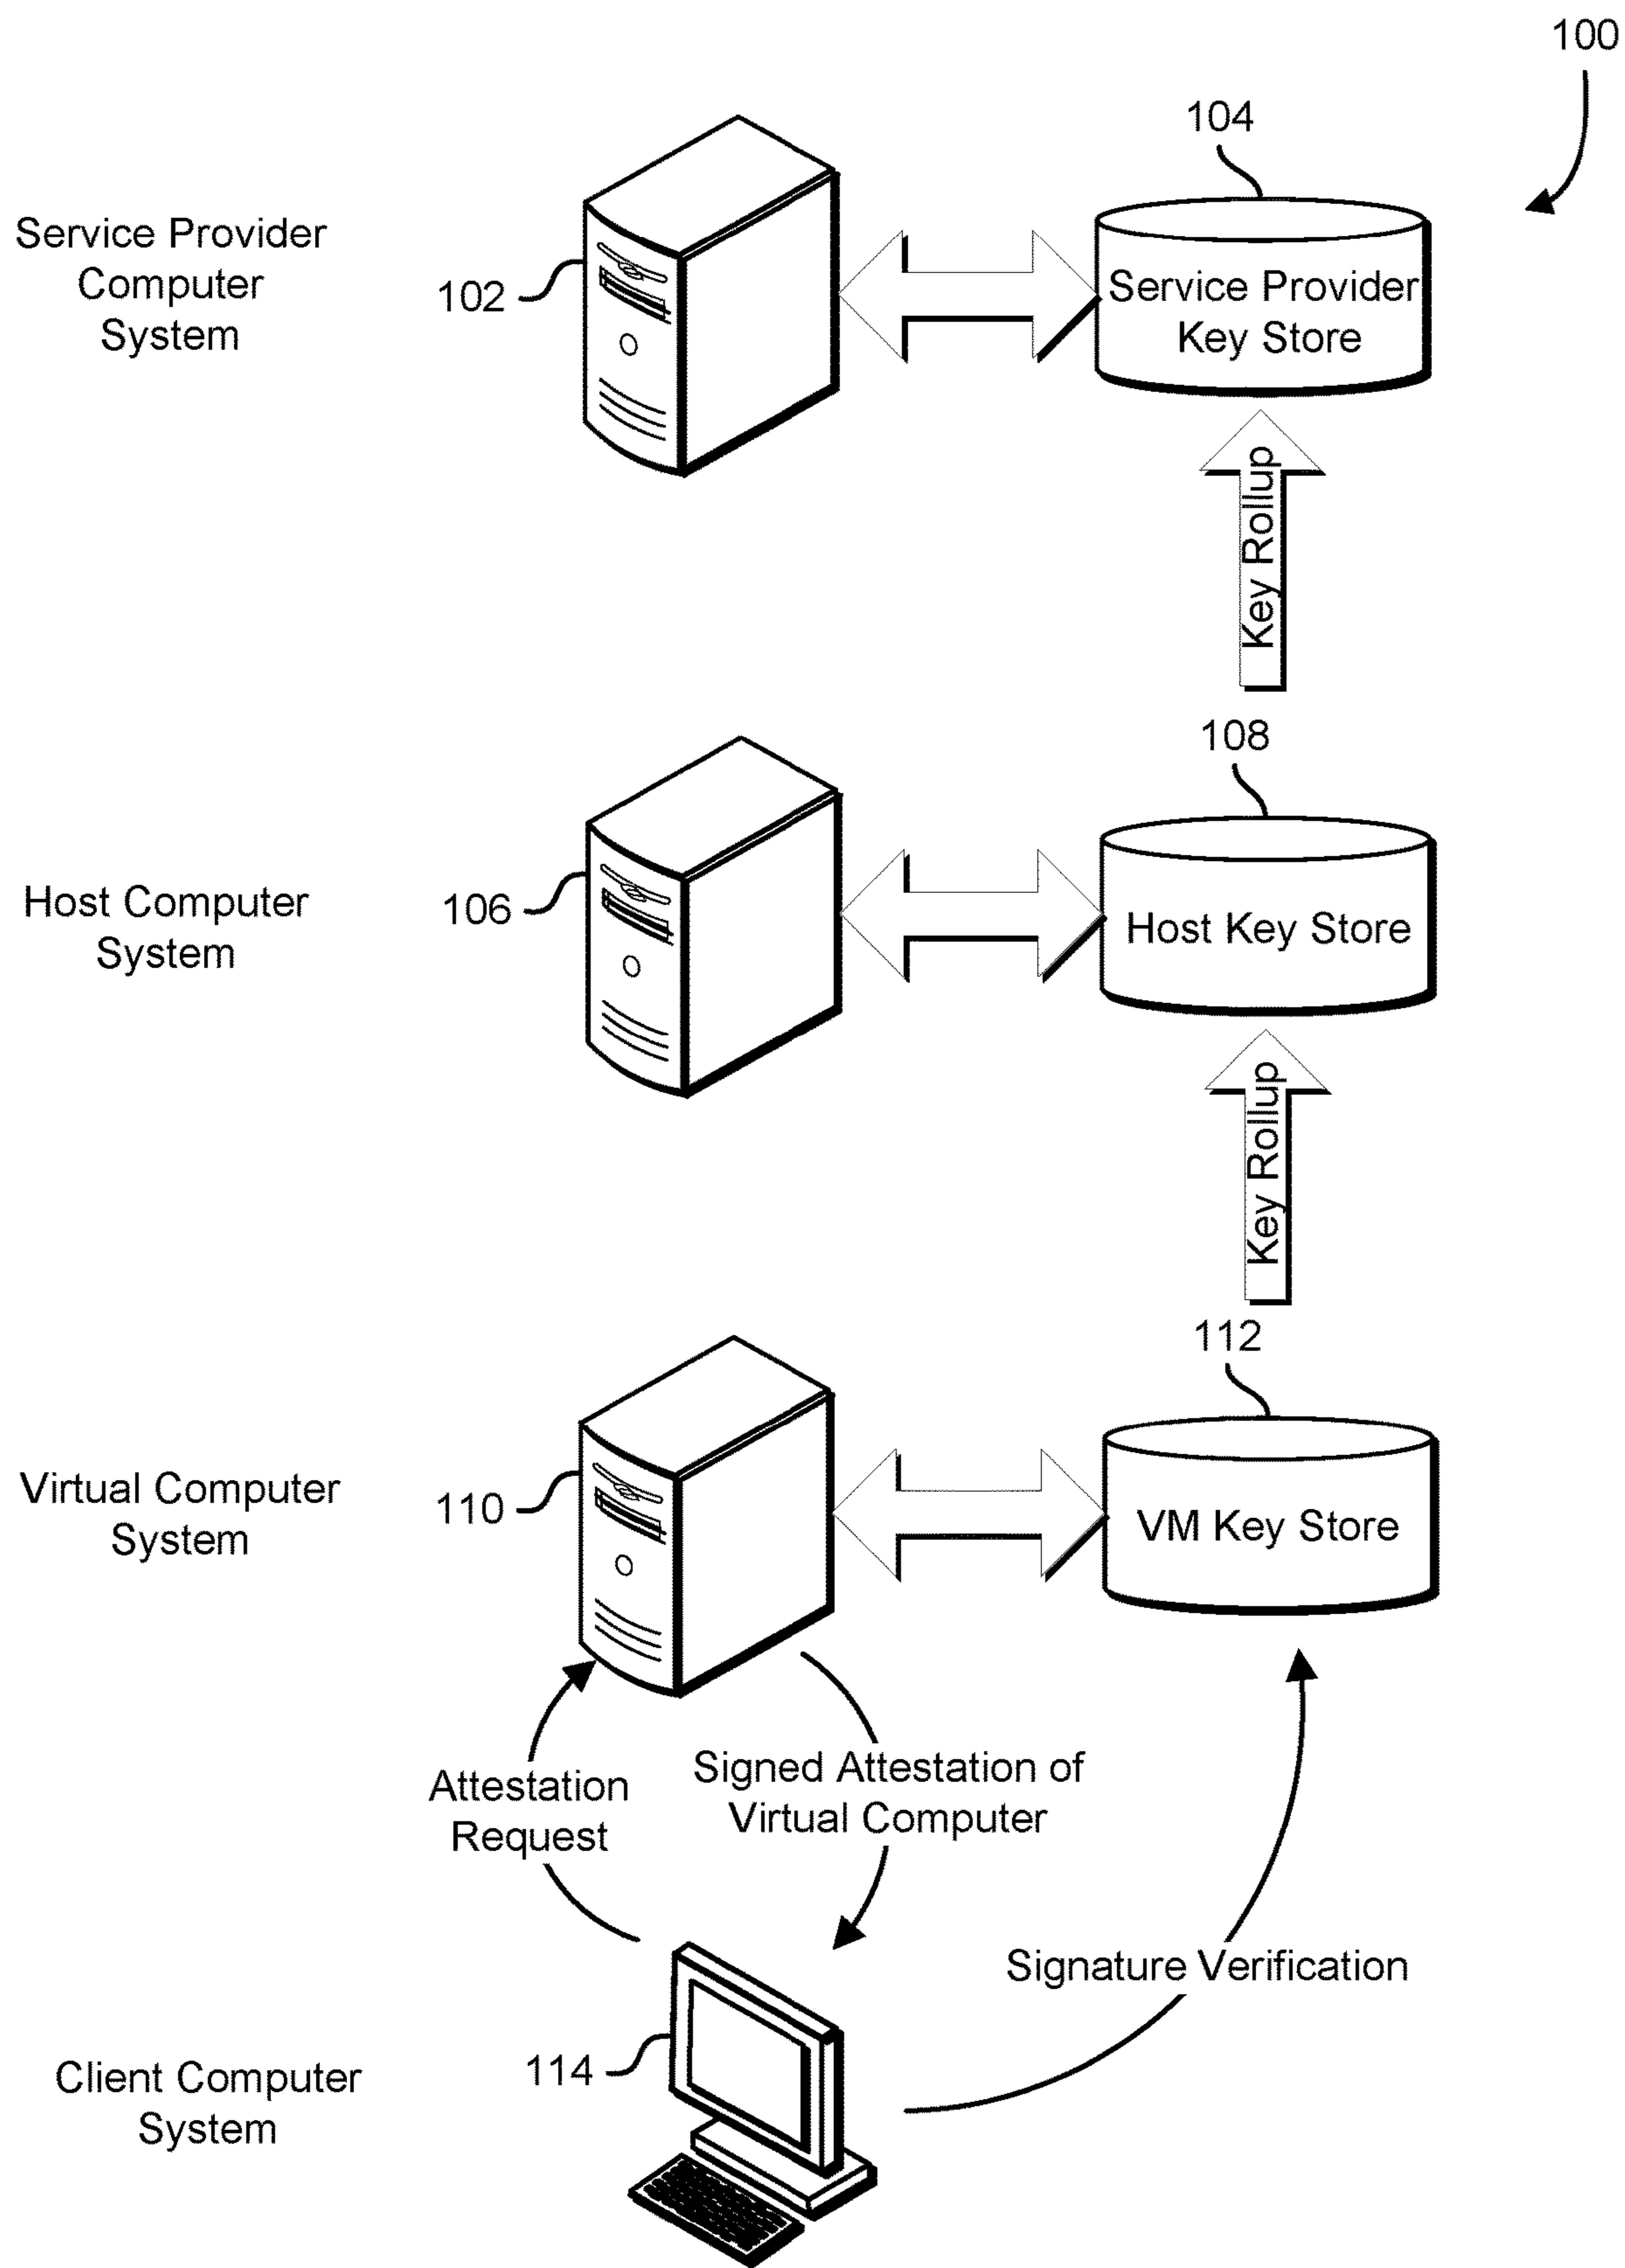 100
104
Service Provider
Computer
System
102
Service Provider
Key Store
Key Rollup
108
Host Computer
System
106
Host Key Store
Key Rollup
112
Virtual Computer
System
110
VM Key Store
Attestation
Request
Signed Attestation of
Virtual Computer
Signature Verification
Client Computer
System
114